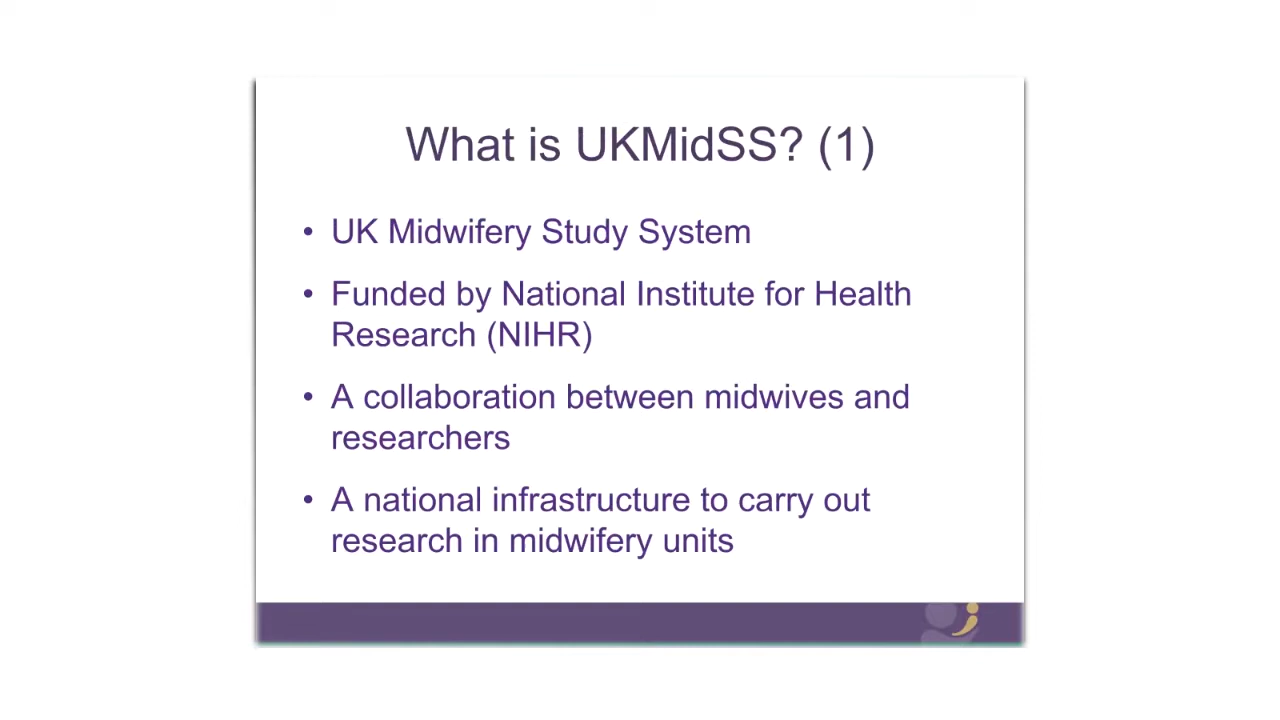 What is UKMidSS? (1)
• UK Midwifery Study System
• Funded by National Institute for Health
Research (NIHR)
• A collaboration between midwives and
researchers
• A national infrastructure to carry out
research in midwifery units